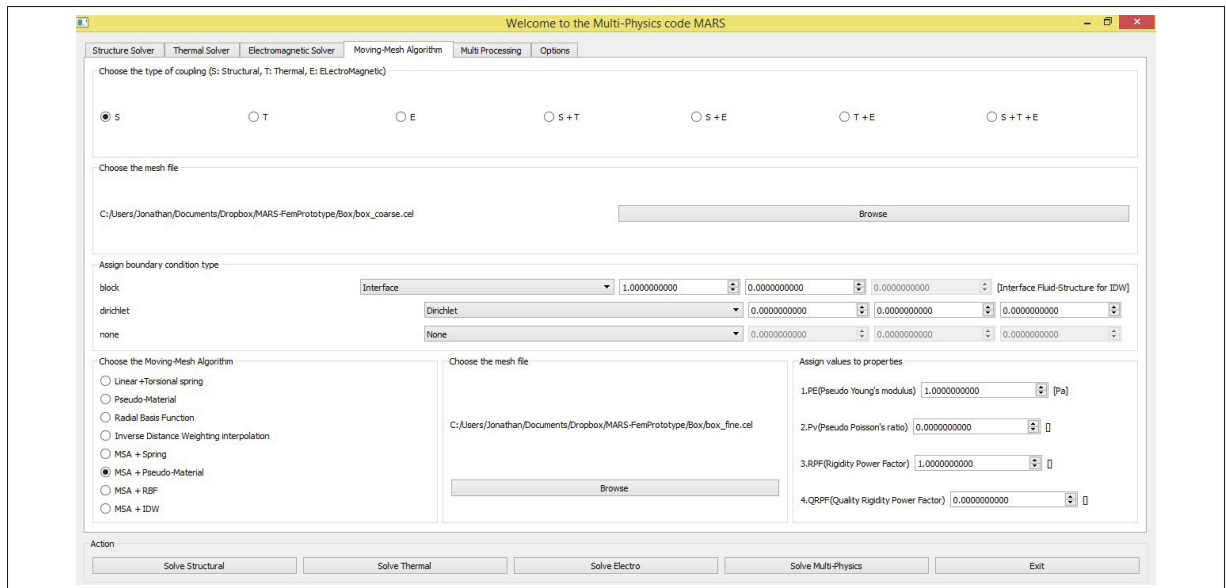 Welcome to the Multi-Physics code MARS
Structure Solver Thermal Solver Electromagnetic Solver Moving-Mesh Algorithm Multi Processing Options
Choose the type of coupling (S: Structural, T: Thermal, E: ELectroMagnetic)
S T E S + T S + E T + E S + T + E
Choose the mesh file
C:/Users/Jonathan/Documents/Dropbox/MARS-FemPrototype/Box/box_coarse.cel Browse
Assign boundary condition type
block Interface 1.0000000000 0.0000000000 0.0000000000 [Interface Fluid-Structure for IDW]
dirichlet Dirichlet 0.0000000000 0.0000000000 0.0000000000
none None 0.0000000000 0.0000000000 0.0000000000
Choose the Moving-Mesh Algorithm
Linear+Torsional spring
Pseudo-Material
Radial Basis Function
Inverse Distance Weighting interpolation
MSA + Spring
MSA + Pseudo-Material
MSA + RBF
MSA + IDW
Choose the mesh file
C:/Users/Jonathan/Documents/Dropbox/MARS-FemPrototype/Box/box_fine.cel
Browse
Assign values to properties
1.PE(Pseudo Young's modulus) 1.0000000000 [Pa]
2.Pv(Pseudo Poisson's ratio) 0.0000000000 []
3.RPF(Rigidity Power Factor) 1.0000000000 []
4.QRPF(Quality Rigidity Power Factor) 0.0000000000 []
Action
Solve Structural Solve Thermal Solve Electro Solve Multi-Physics Exit